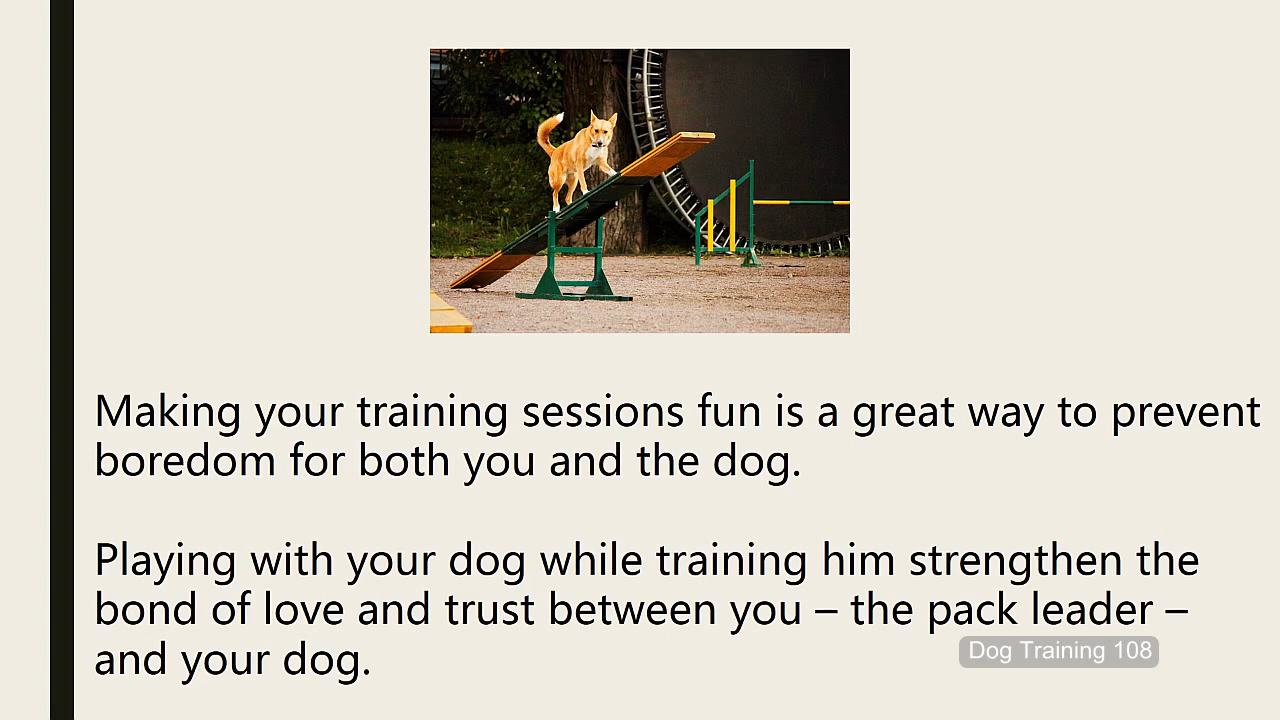 Making your training sessions fun is a great way to prevent
boredom for both you and the dog.
Playing with your dog while training him strengthen the
bond of love and trust between you – the pack leader –
and your dog.
Dog Training 108